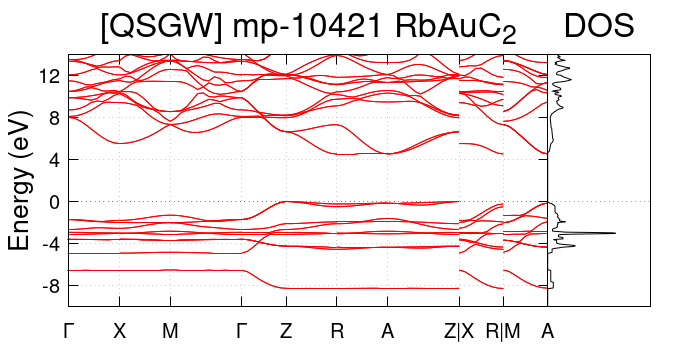 [QSGW] mp-10421 RbAuC2 DOS
Energy (eV)
12
8
4
0
-4
-8
Γ X M Γ Z R A Z|X R|M A